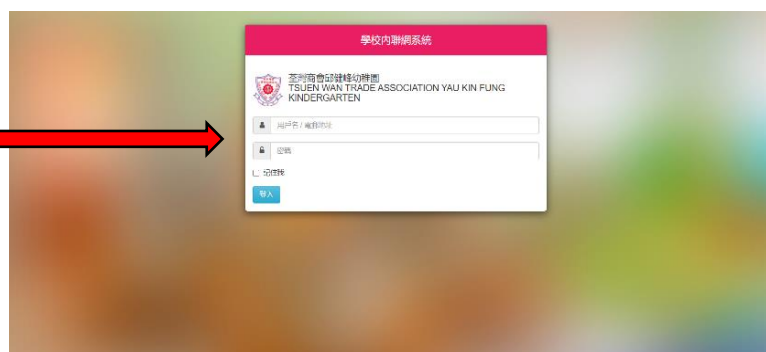 學校內聯網系統
荃灣商會邱健峰幼稚園
TSUEN WAN TRADE ASSOCIATION YAU KIN FUNG
KINDERGARTEN
用戶名 / 電郵地址
密碼
記住我
登入